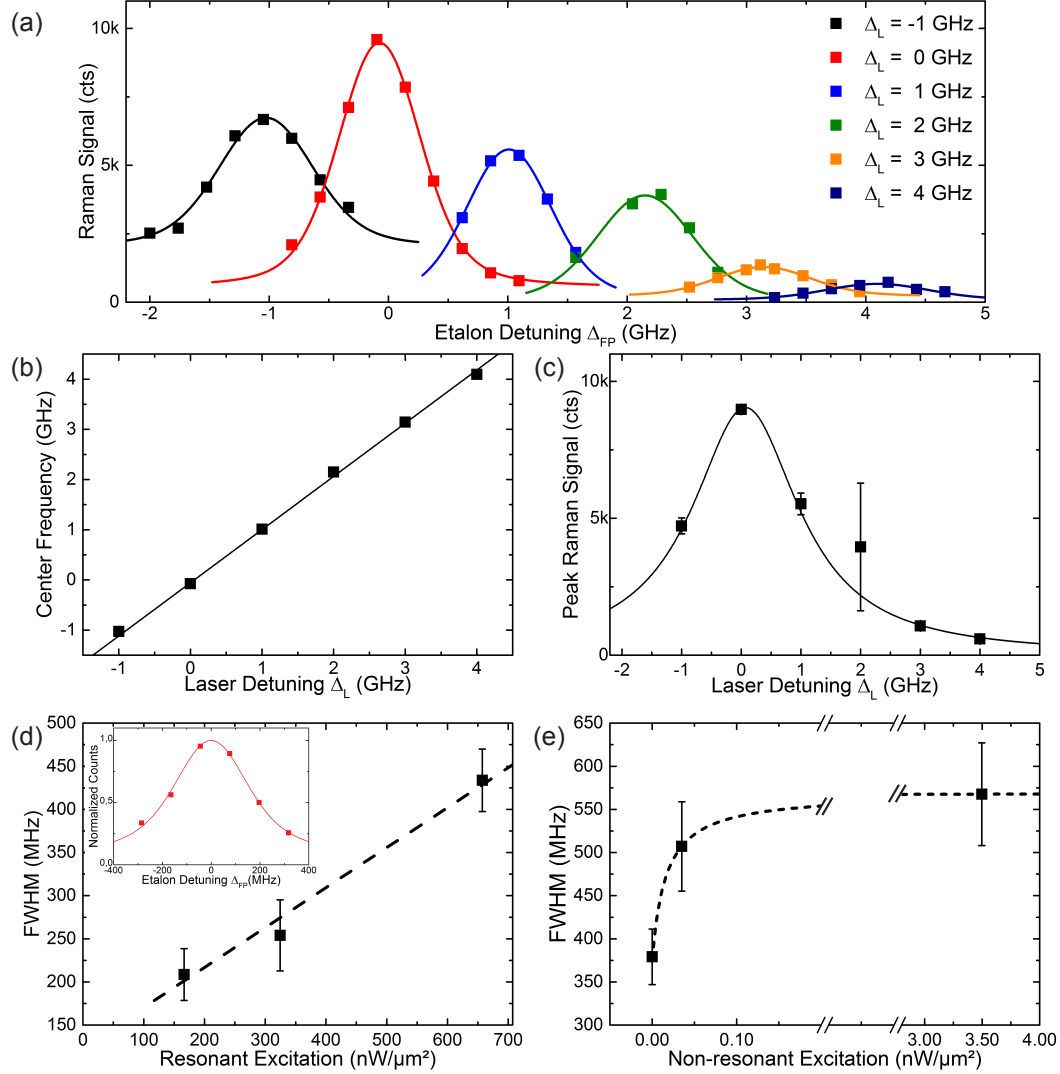 (a)
10k
5k
0
Raman Signal (cts)
-2 -1 0 1 2 3 4 5
Etalon Detuning Δ_FP (GHz)
Δ_L = -1 GHz
Δ_L = 0 GHz
Δ_L = 1 GHz
Δ_L = 2 GHz
Δ_L = 3 GHz
Δ_L = 4 GHz
(b)
4
3
2
1
0
-1
Center Frequency (GHz)
-1 0 1 2 3 4
Laser Detuning Δ_L (GHz)
(c)
10k
5k
0
Peak Raman Signal (cts)
-2 -1 0 1 2 3 4 5
Laser Detuning Δ_L (GHz)
(d)
500
450
400
350
300
250
200
150
FWHM (MHz)
0 100 200 300 400 500 600 700
Resonant Excitation (nW/µm²)
1,0
0,5
0,0
Normalized Counts
-400 -200 0 200 400
Etalon Detuning Δ_FP(MHz)
(e)
700
650
600
550
500
450
400
350
300
FWHM (MHz)
0.00 0.10 3.00 3.50 4.00
Non-resonant Excitation (nW/µm²)